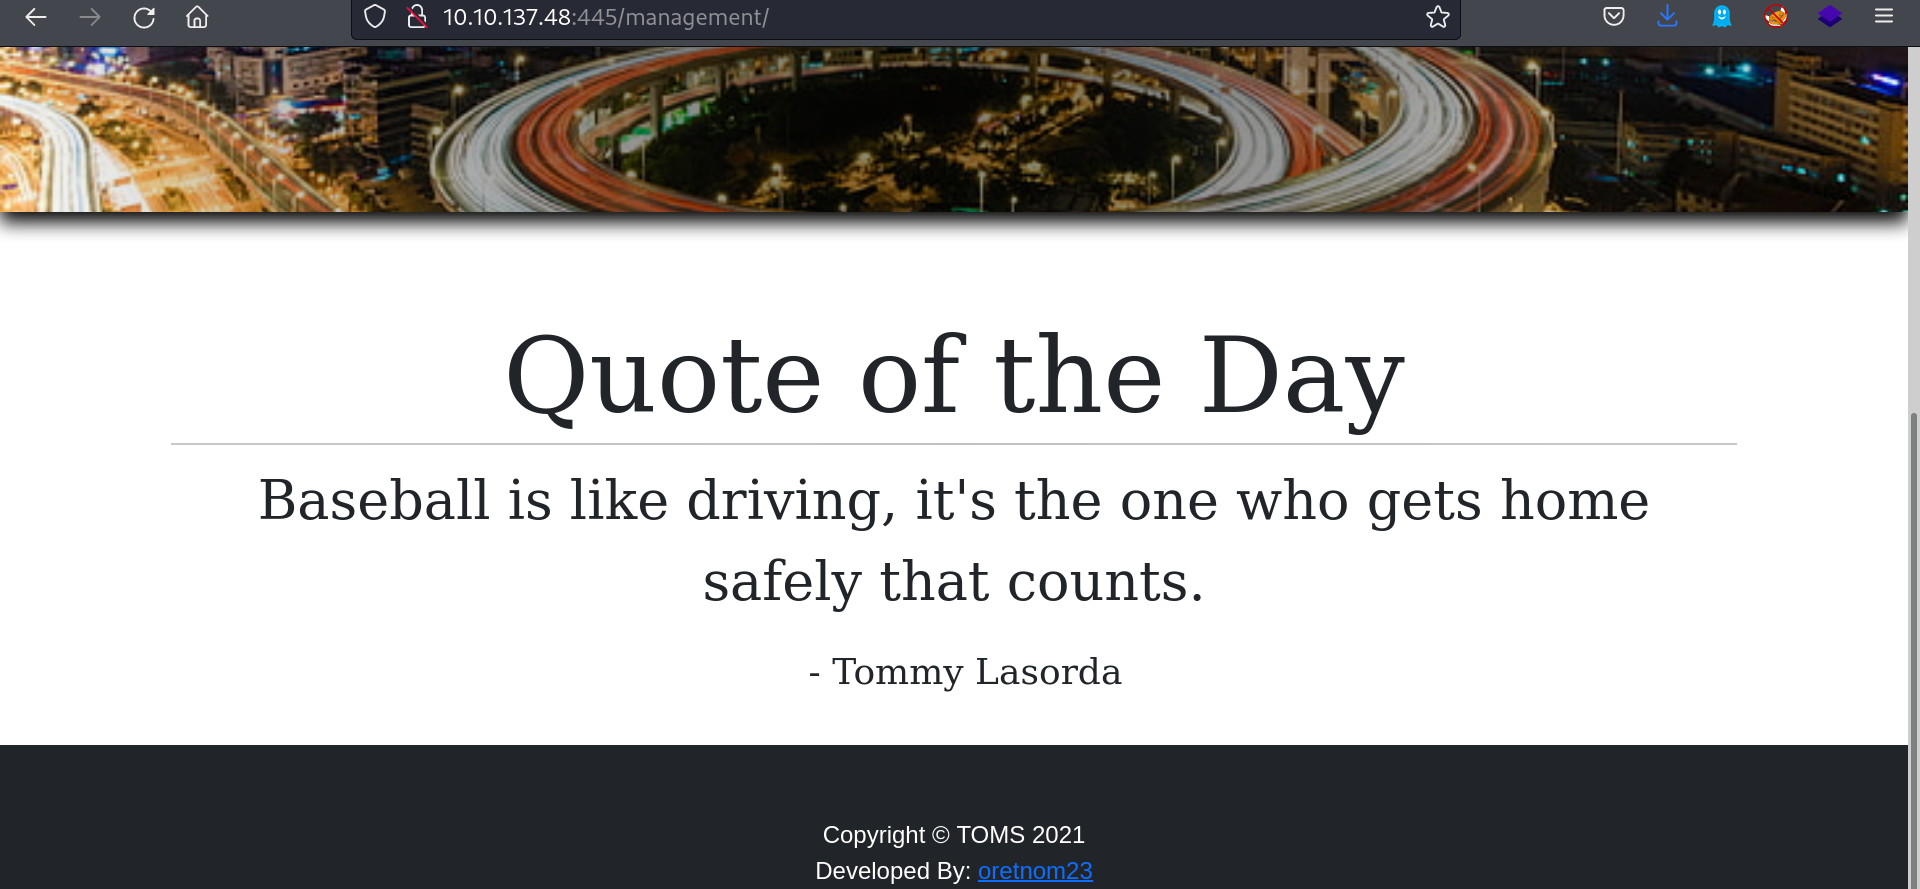 10.10.137.48:445/management/
Quote of the Day
Baseball is like driving, it's the one who gets home
safely that counts.
- Tommy Lasorda
Copyright © TOMS 2021
Developed By: oretnom23